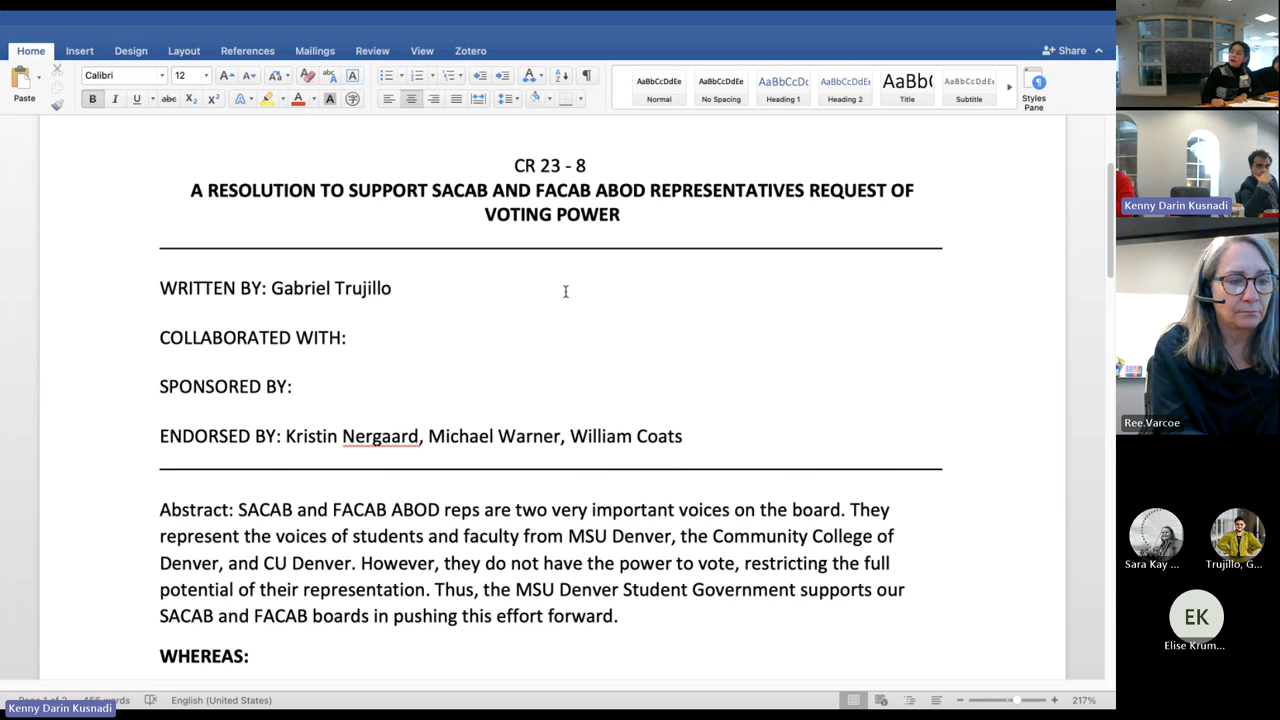 Home Insert Design Layout References Mailings Review View Zotero Share
Paste Calibri 12
AaBbCcDdEe AaBbCcDdEe AaBbCcDc AaBbCcDdEe AaBb( AaBbCcDdEe
Normal No Spacing Heading 1 Heading 2 Title Subtitle Styles Pane
CR 23 - 8
A RESOLUTION TO SUPPORT SACAB AND FACAB ABOD REPRESENTATIVES REQUEST OF
VOTING POWER
WRITTEN BY: Gabriel Trujillo
COLLABORATED WITH:
SPONSORED BY:
ENDORSED BY: Kristin Nergaard, Michael Warner, William Coats
Abstract: SACAB and FACAB ABOD reps are two very important voices on the board. They
represent the voices of students and faculty from MSU Denver, the Community College of
Denver, and CU Denver. However, they do not have the power to vote, restricting the full
potential of their representation. Thus, the MSU Denver Student Government supports our
SACAB and FACAB boards in pushing this effort forward.
WHEREAS:
English (United States)
217%
Kenny Darin Kusnadi
Kenny Darin Kusnadi
Ree.Varcoe
Sara Kay ...
Trujillo, G...
EK
Elise Krum...